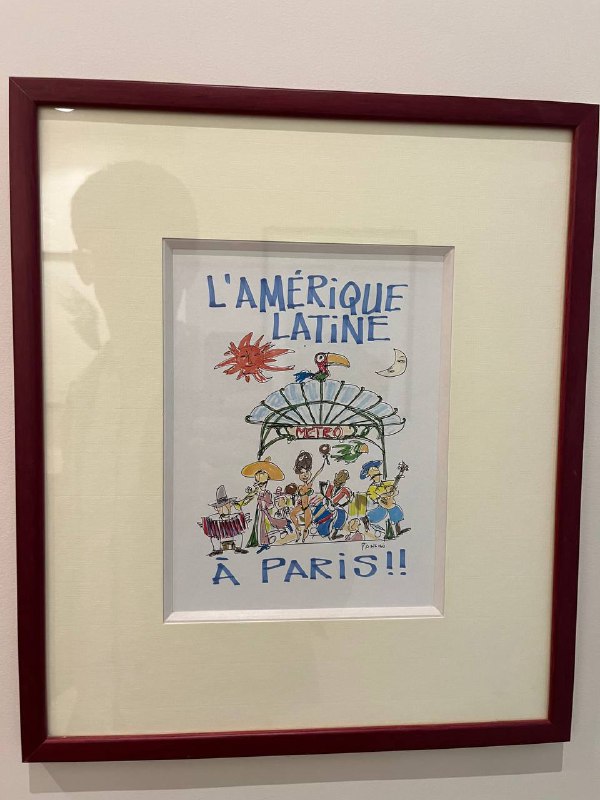 L'AMÉRiQUE
LATiNE
METRO
À PARiS!!